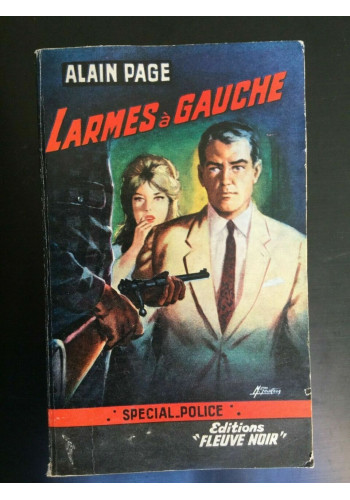 ALAIN PAGE
LARMES à GAUCHE
SPECIAL-POLICE
Editions
"FLEUVE NOIR"